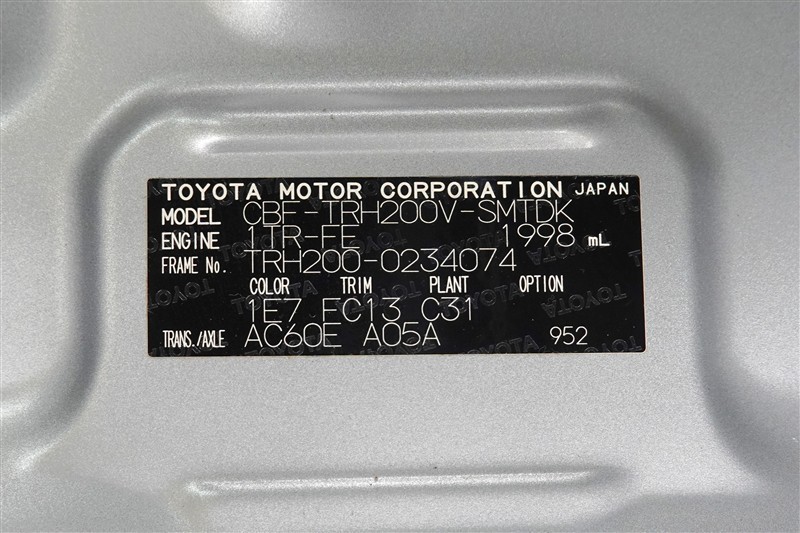 TOYOTA MOTOR CORPORATION JAPAN
MODEL CBF-TRH200V-SMTDK
ENGINE 1TR-FE 1998 mL
FRAME No. TRH200-0234074
COLOR TRIM PLANT OPTION
1E7 FC13 C31
TRANS./AXLE AC60E A05A 952